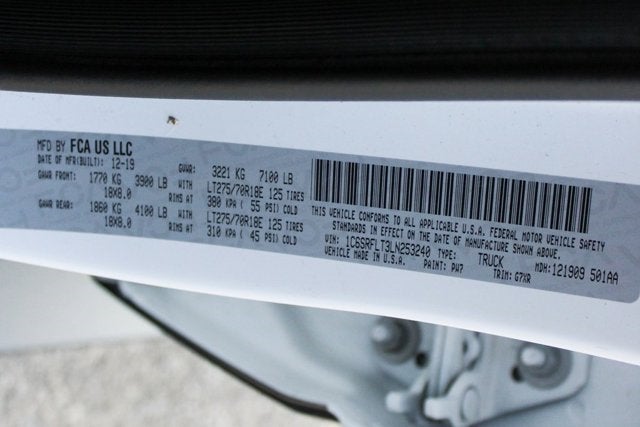 MFD BY FCA US LLC
DATE OF MFR(BUILT): 12-19 GVWR: 3221 KG 7100 LB
GAWR FRONT: 1770 KG 3900 LB WITH LT275/70R18E 125 TIRES
18X8.0 RIMS AT 380 KPA ( 55 PSI) COLD
GAWR REAR: 1860 KG 4100 LB WITH LT275/70R18E 125 TIRES
18X8.0 RIMS AT 310 KPA ( 45 PSI) COLD
THIS VEHICLE CONFORMS TO ALL APPLICABLE U.S.A. FEDERAL MOTOR VEHICLE SAFETY
STANDARDS IN EFFECT ON THE DATE OF MANUFACTURE SHOWN ABOVE.
VIN: 1C6SRFLT3LN253240 TYPE: TRUCK MDH: 121909 501AA
VEHICLE MADE IN U.S.A. PAINT: PW7 TRIM: G7XR